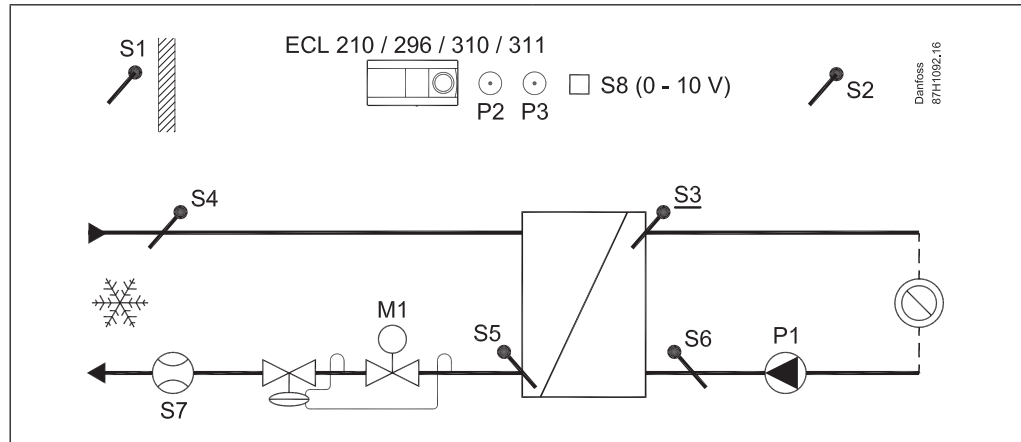 S1
ECL 210 / 296 / 310 / 311
P2
P3
S8 (0 - 10 V)
S2
Danfoss
87H1092.16
S4
S3
M1
S5
S6
P1
S7